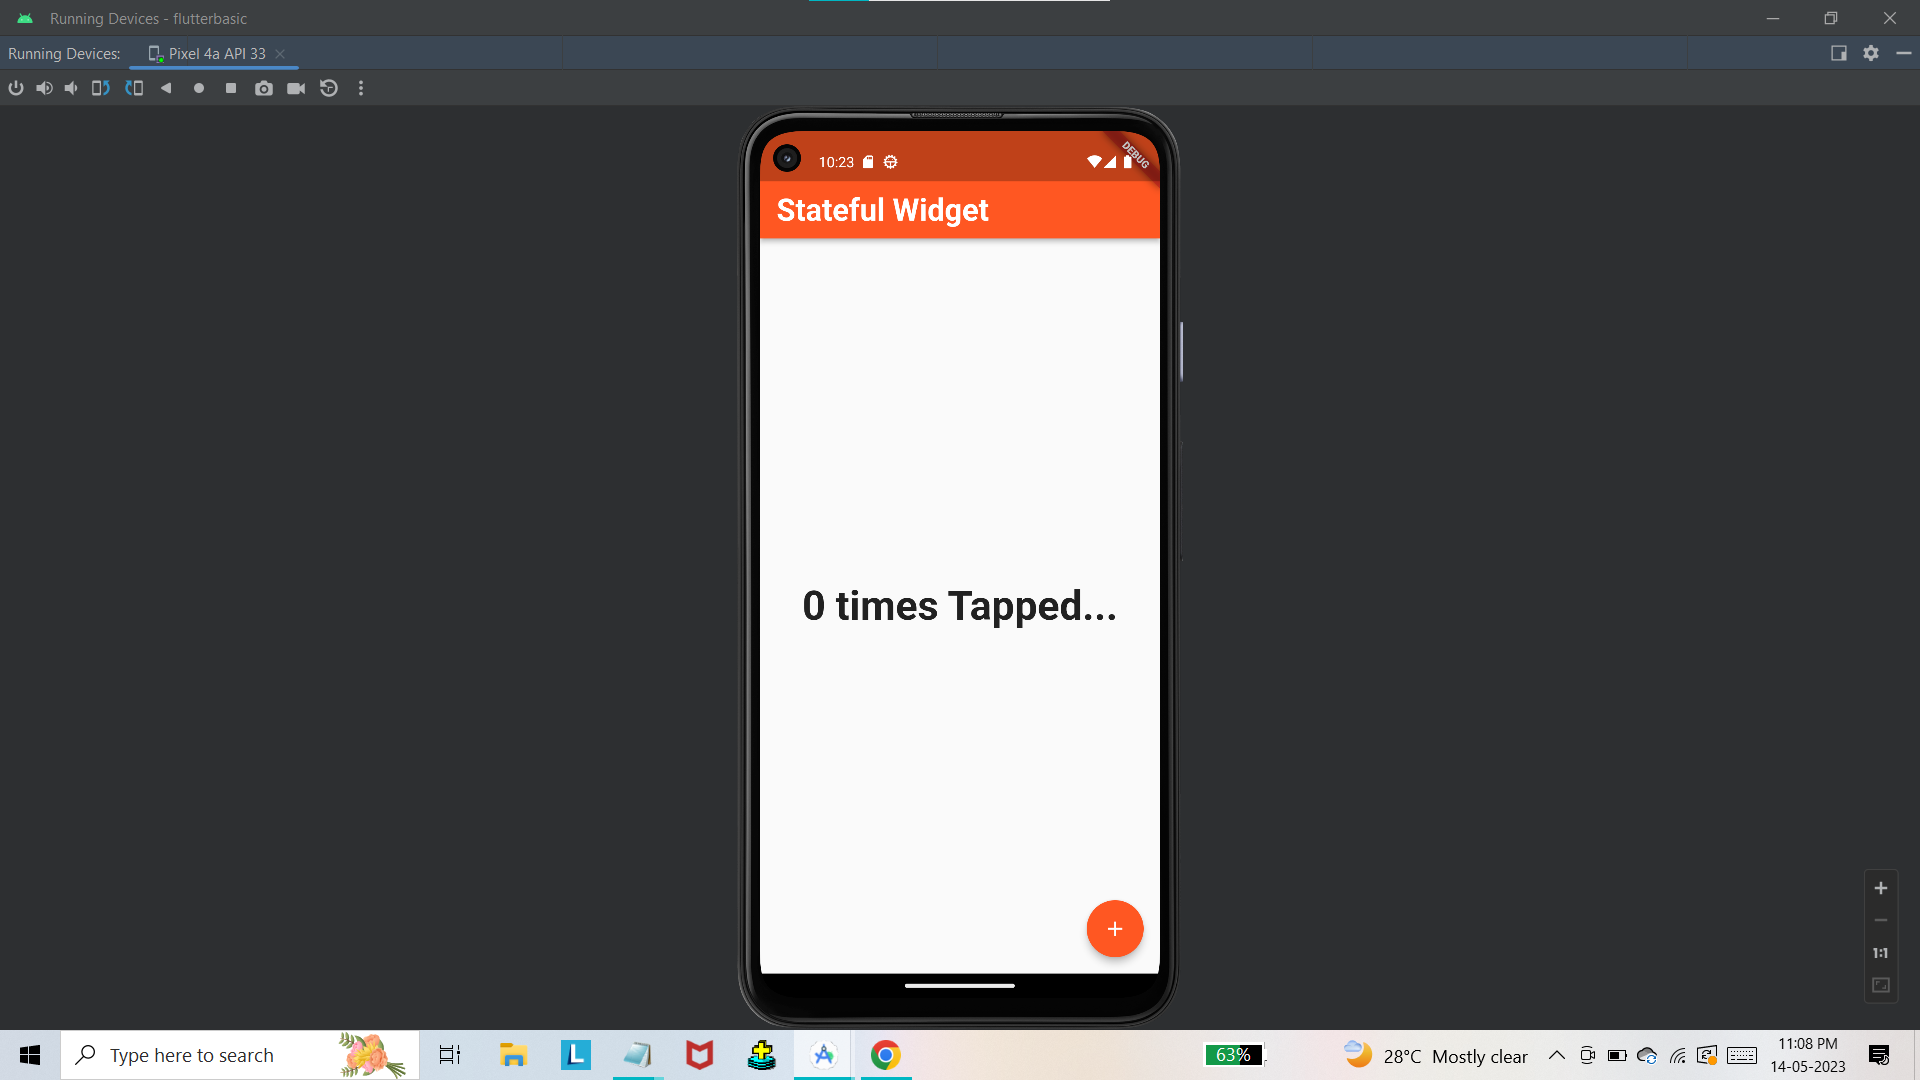 Running Devices - flutterbasic
Running Devices: Pixel 4a API 33
10:23
DEBUG
Stateful Widget
0 times Tapped...
1:1
Type here to search
L
63%
28°C Mostly clear
11:08 PM
14-05-2023